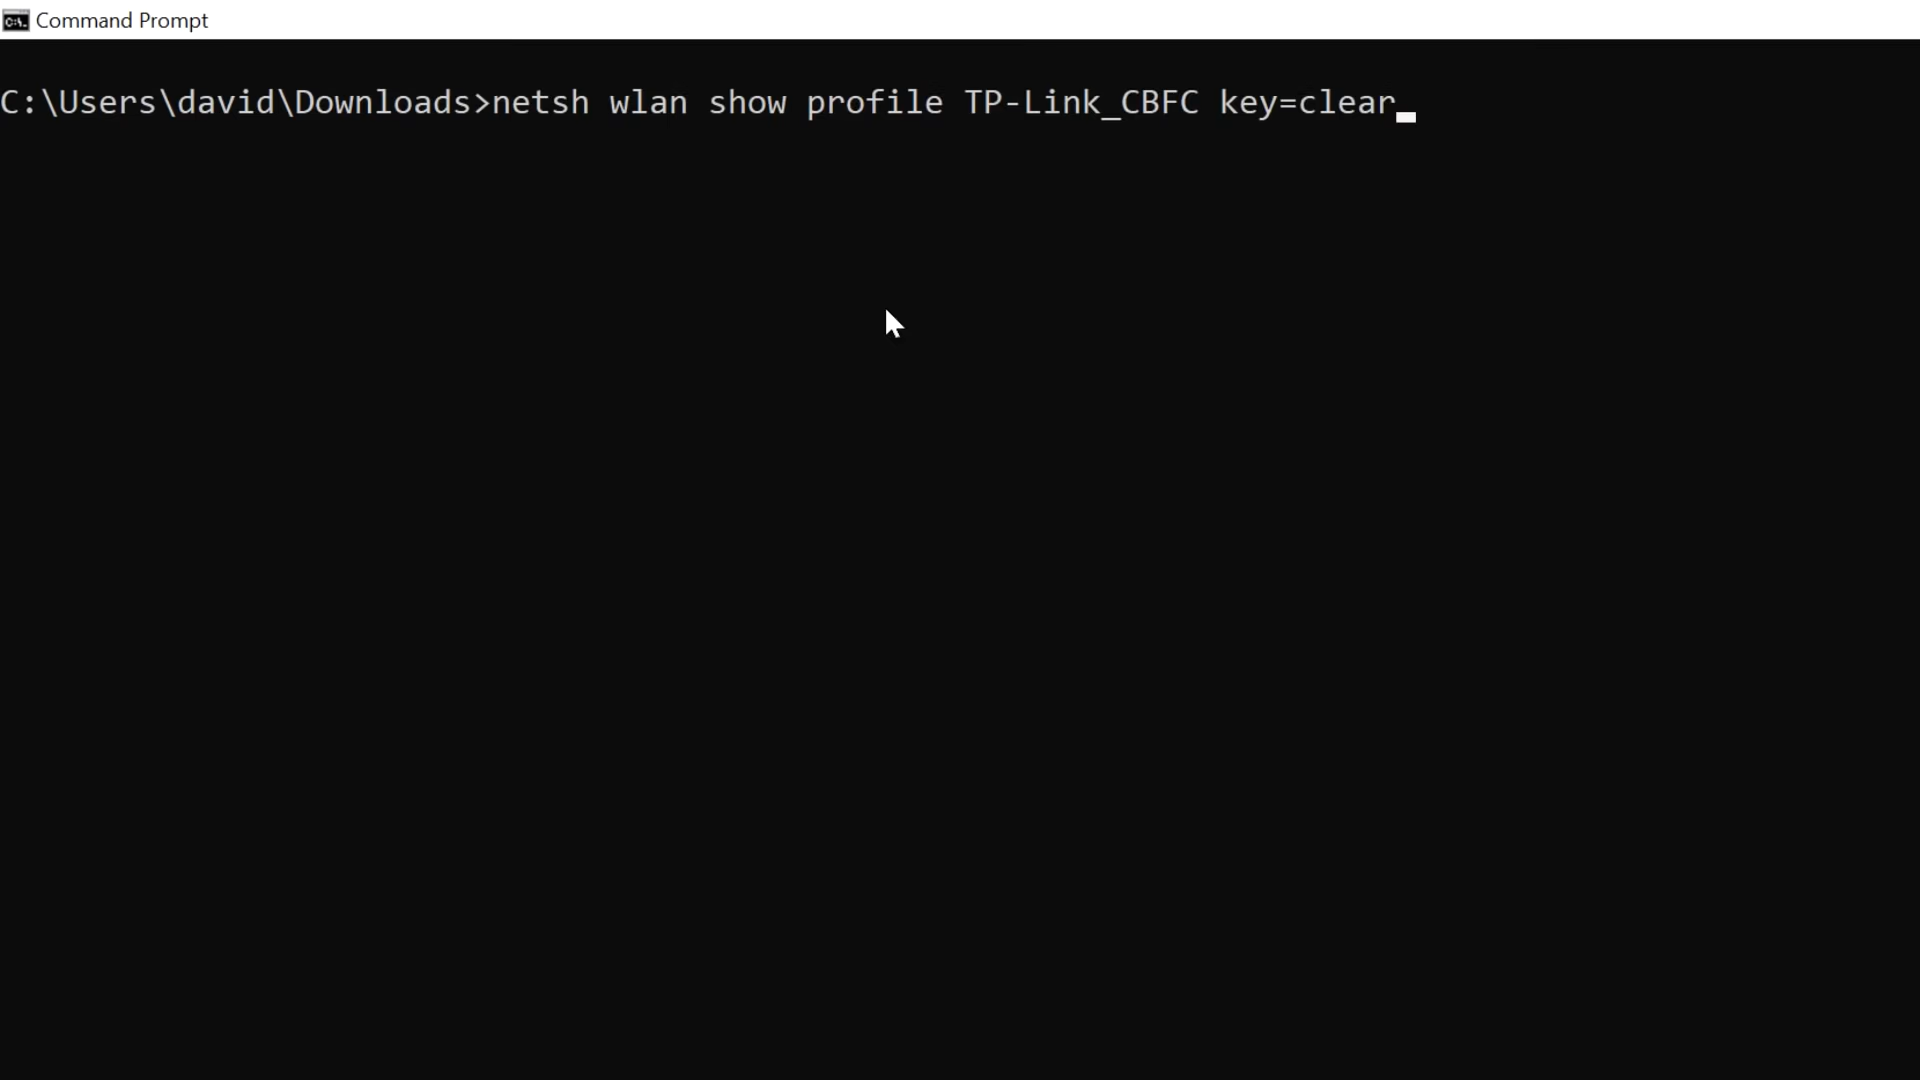 Command Prompt
C:\Users\david\Downloads>netsh wlan show profile TP-Link_CBFC key=clear